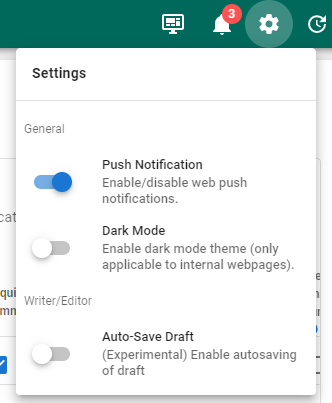 3
Settings
General
Push Notification
Enable/disable web push
notifications.
Dark Mode
Enable dark mode theme (only
applicable to internal webpages).
Writer/Editor
Auto-Save Draft
(Experimental) Enable autosaving
of draft